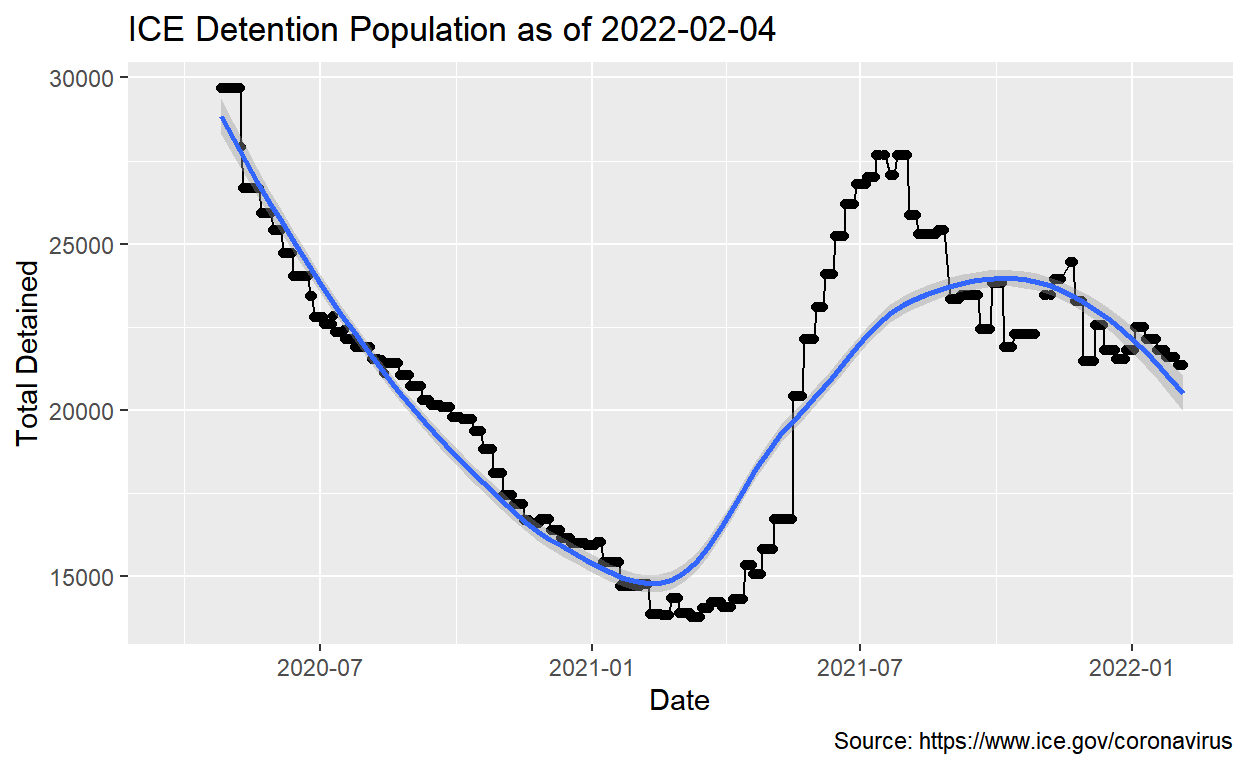 ICE Detention Population as of 2022-02-04
30000
25000
20000
15000
Total Detained
2020-07
2021-01
2021-07
2022-01
Date
Source: https://www.ice.gov/coronavirus